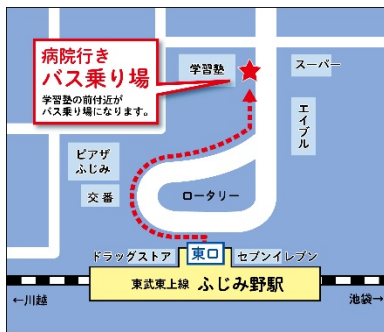 病院行き
バス乗り場
学習塾の前付近が
バス乗り場になります。
学習塾
スーパー
エイブル
ピアザ
ふじみ
交番
ロータリー
ドラッグストア
東口
セブンイレブン
東武東上線 ふじみ野駅
←川越
池袋→